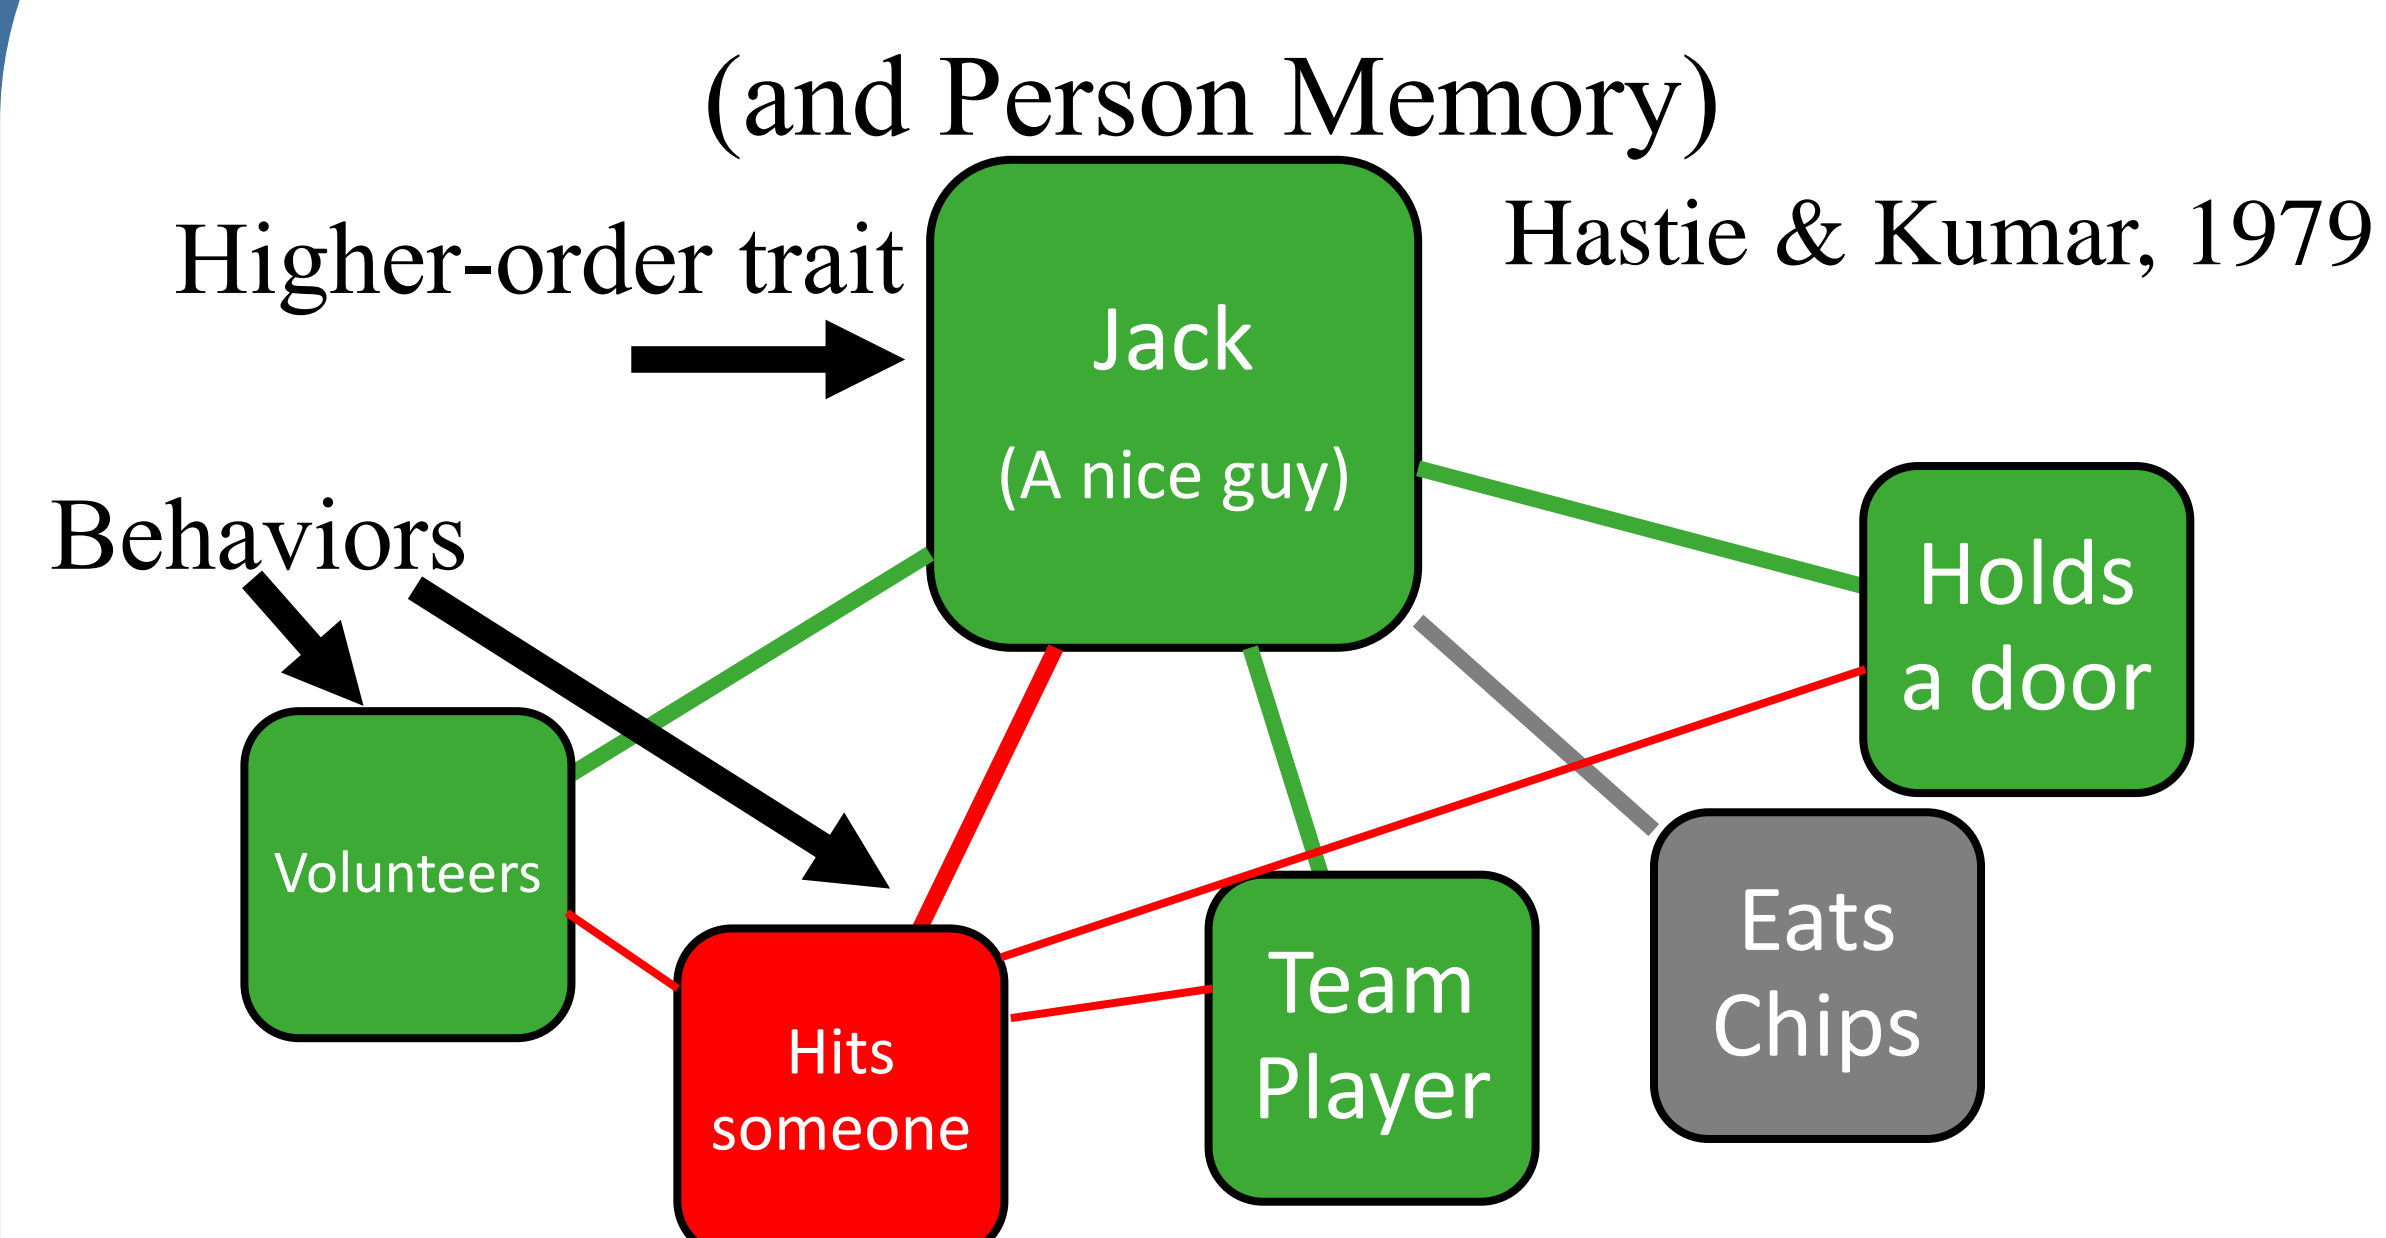 (and Person Memory)
Higher-order trait
Hastie & Kumar, 1979
Jack
(A nice guy)
Behaviors
Holds
a door
Volunteers
Hits
someone
Team
Player
Eats
Chips